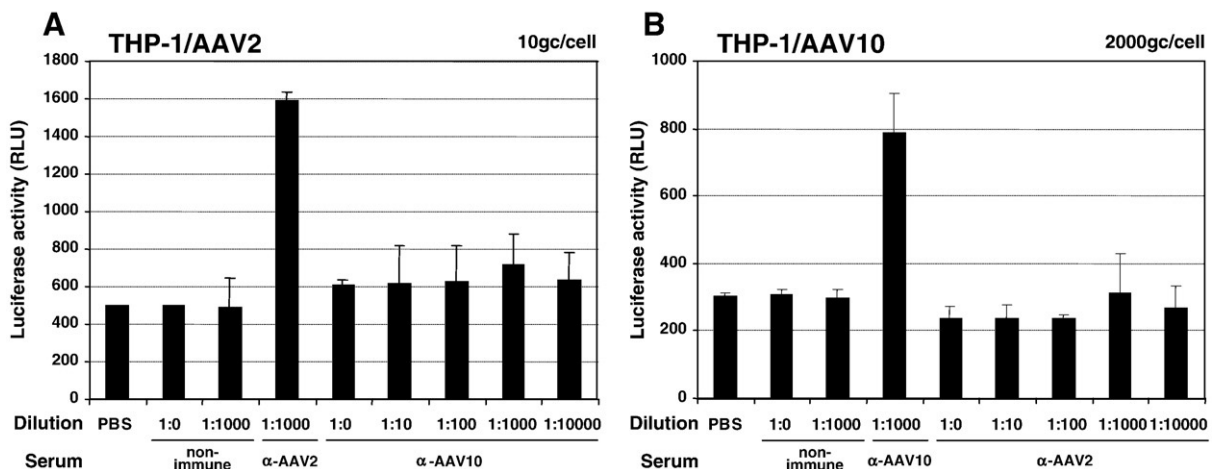 A
THP-1/AAV2
10gc/cell
Luciferase activity (RLU)
1800
1600
1400
1200
1000
800
600
400
200
0
Dilution PBS 1:0 1:1000 1:1000 1:0 1:10 1:100 1:1000 1:10000
Serum non-immune α-AAV2 α-AAV10
B
THP-1/AAV10
2000gc/cell
Luciferase activity (RLU)
1000
800
600
400
200
0
Dilution PBS 1:0 1:1000 1:1000 1:0 1:10 1:100 1:1000 1:10000
Serum non-immune α-AAV10 α-AAV2